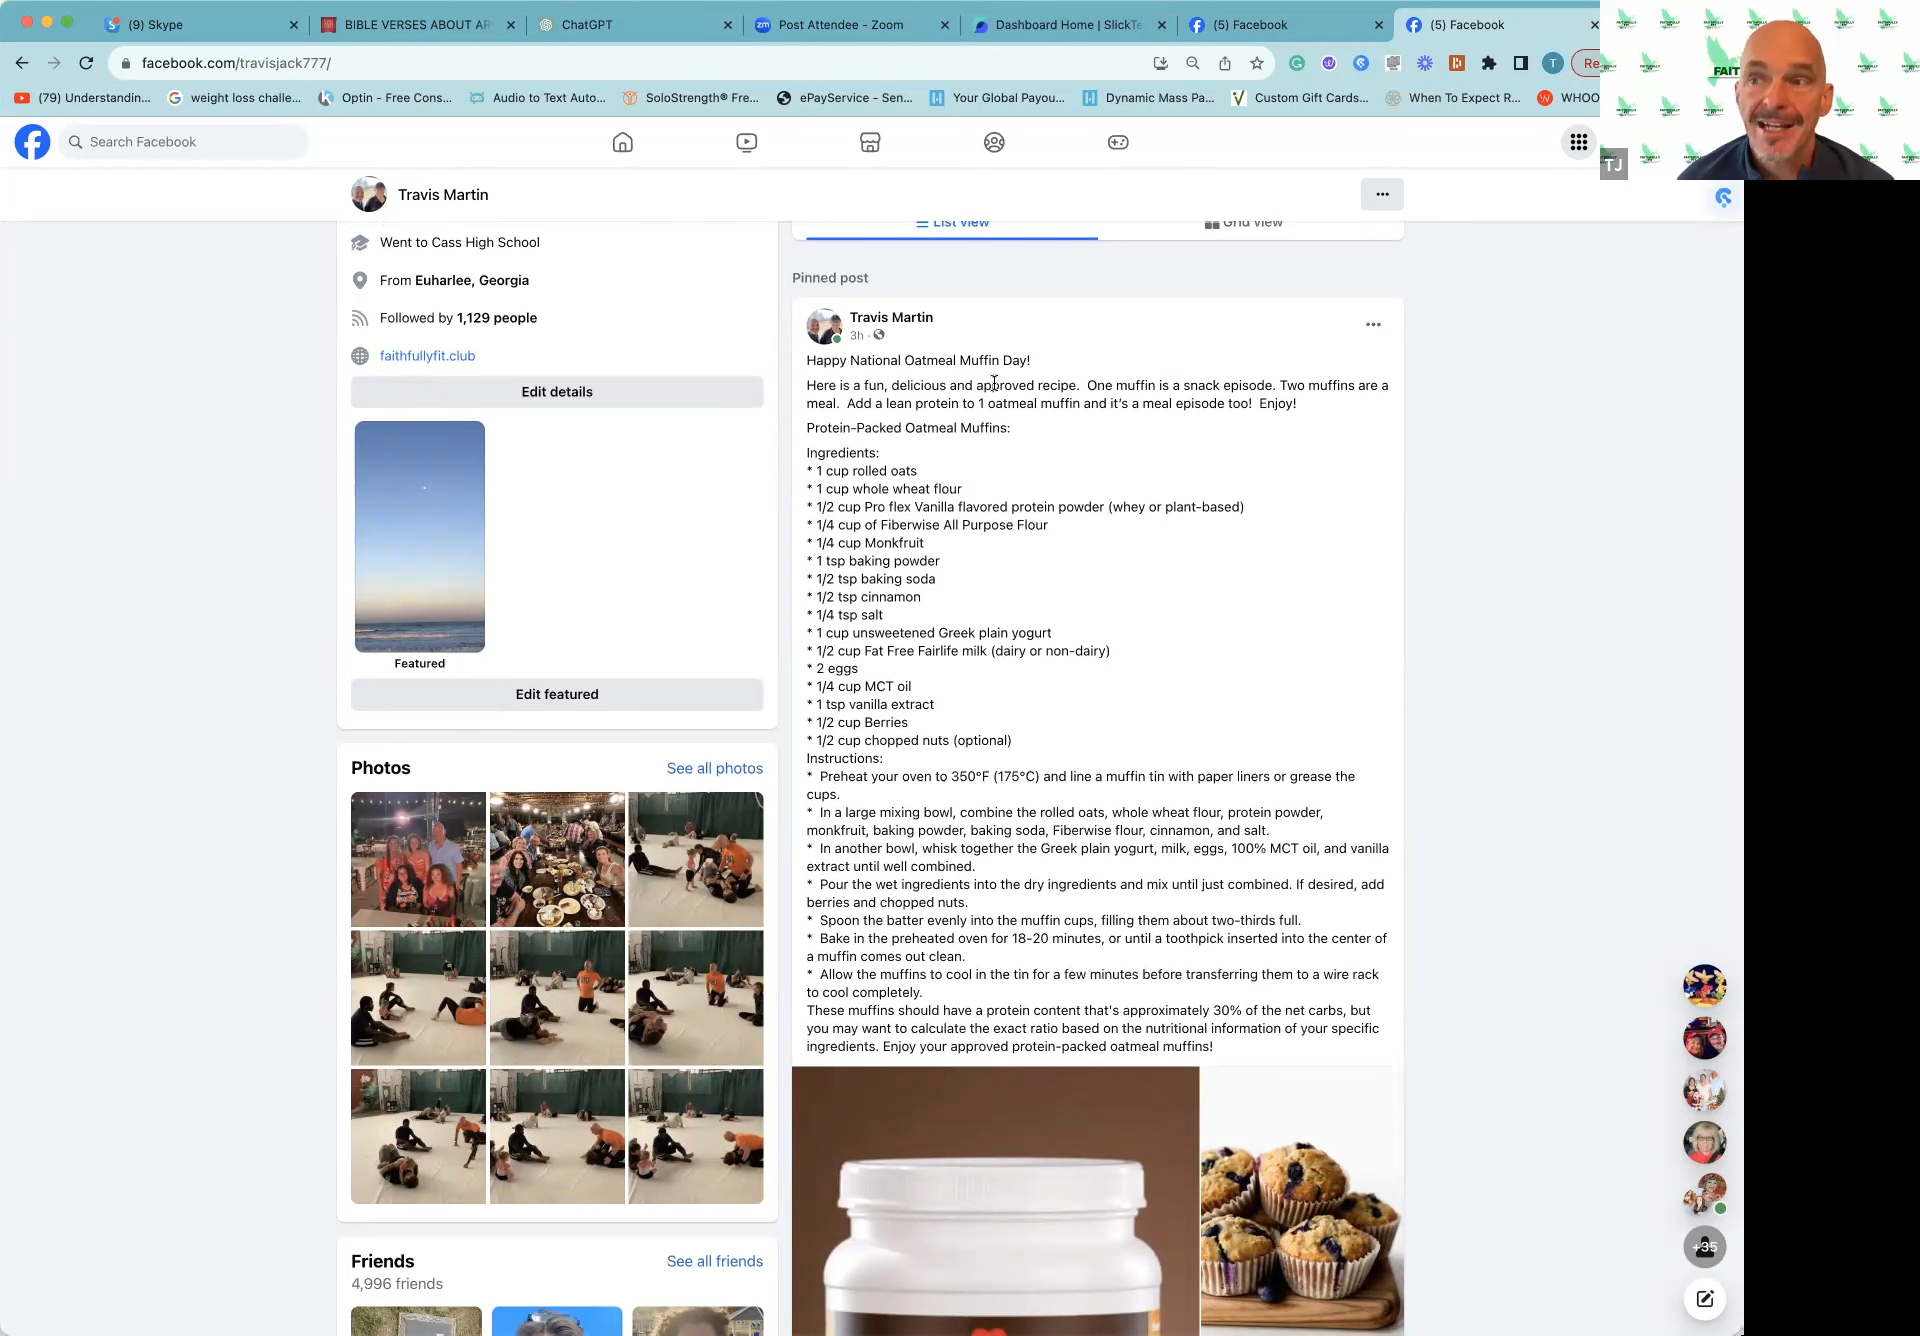 (9) Skype
BIBLE VERSES ABOUT AR
ChatGPT
Post Attendee - Zoom
Dashboard Home | SlickTe
(5) Facebook
(5) Facebook
facebook.com/travisjack777/
T
Re
(79) Understandin...
weight loss challe...
Optin - Free Cons...
Audio to Text Auto...
SoloStrength® Fre...
ePayService - Sen...
Your Global Payou...
Dynamic Mass Pa...
Custom Gift Cards...
When To Expect R...
WHOO
FAIT
TJ
Search Facebook
Travis Martin
Went to Cass High School
From Euharlee, Georgia
Followed by 1,129 people
faithfullyfit.club
Edit details
Featured
Edit featured
Photos
See all photos
Friends
See all friends
4,996 friends
List view
Grid view
Pinned post
Travis Martin
3h ·
Happy National Oatmeal Muffin Day!
Here is a fun, delicious and approved recipe.  One muffin is a snack episode. Two muffins are a
meal.  Add a lean protein to 1 oatmeal muffin and it's a meal episode too!  Enjoy!
Protein-Packed Oatmeal Muffins:
Ingredients:
* 1 cup rolled oats
* 1 cup whole wheat flour
* 1/2 cup Pro flex Vanilla flavored protein powder (whey or plant-based)
* 1/4 cup of Fiberwise All Purpose Flour
* 1/4 cup Monkfruit
* 1 tsp baking powder
* 1/2 tsp baking soda
* 1/2 tsp cinnamon
* 1/4 tsp salt
* 1 cup unsweetened Greek plain yogurt
* 1/2 cup Fat Free Fairlife milk (dairy or non-dairy)
* 2 eggs
* 1/4 cup MCT oil
* 1 tsp vanilla extract
* 1/2 cup Berries
* 1/2 cup chopped nuts (optional)
Instructions:
*  Preheat your oven to 350°F (175°C) and line a muffin tin with paper liners or grease the
cups.
*  In a large mixing bowl, combine the rolled oats, whole wheat flour, protein powder,
monkfruit, baking powder, baking soda, Fiberwise flour, cinnamon, and salt.
*  In another bowl, whisk together the Greek plain yogurt, milk, eggs, 100% MCT oil, and vanilla
extract until well combined.
*  Pour the wet ingredients into the dry ingredients and mix until just combined. If desired, add
berries and chopped nuts.
*  Spoon the batter evenly into the muffin cups, filling them about two-thirds full.
*  Bake in the preheated oven for 18-20 minutes, or until a toothpick inserted into the center of
a muffin comes out clean.
*  Allow the muffins to cool in the tin for a few minutes before transferring them to a wire rack
to cool completely.
These muffins should have a protein content that's approximately 30% of the net carbs, but
you may want to calculate the exact ratio based on the nutritional information of your specific
ingredients. Enjoy your approved protein-packed oatmeal muffins!
+35